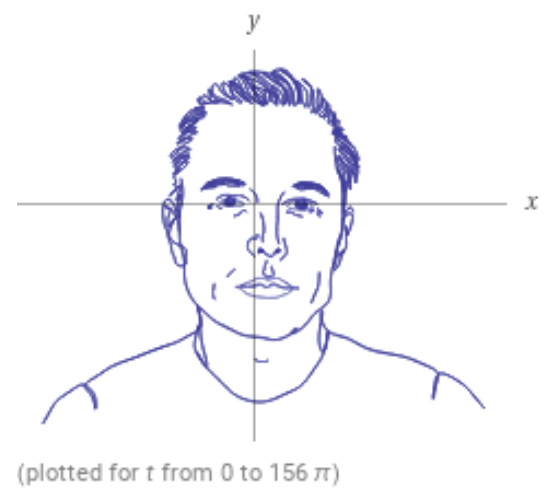 y
x
(plotted for t from 0 to 156 π)